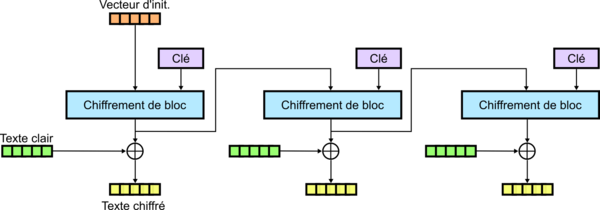 Vecteur d'init.
Clé
Clé
Clé
Chiffrement de bloc
Chiffrement de bloc
Chiffrement de bloc
Texte clair
Texte chiffré